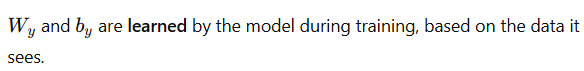 W_y and b_y are learned by the model during training, based on the data it
sees.